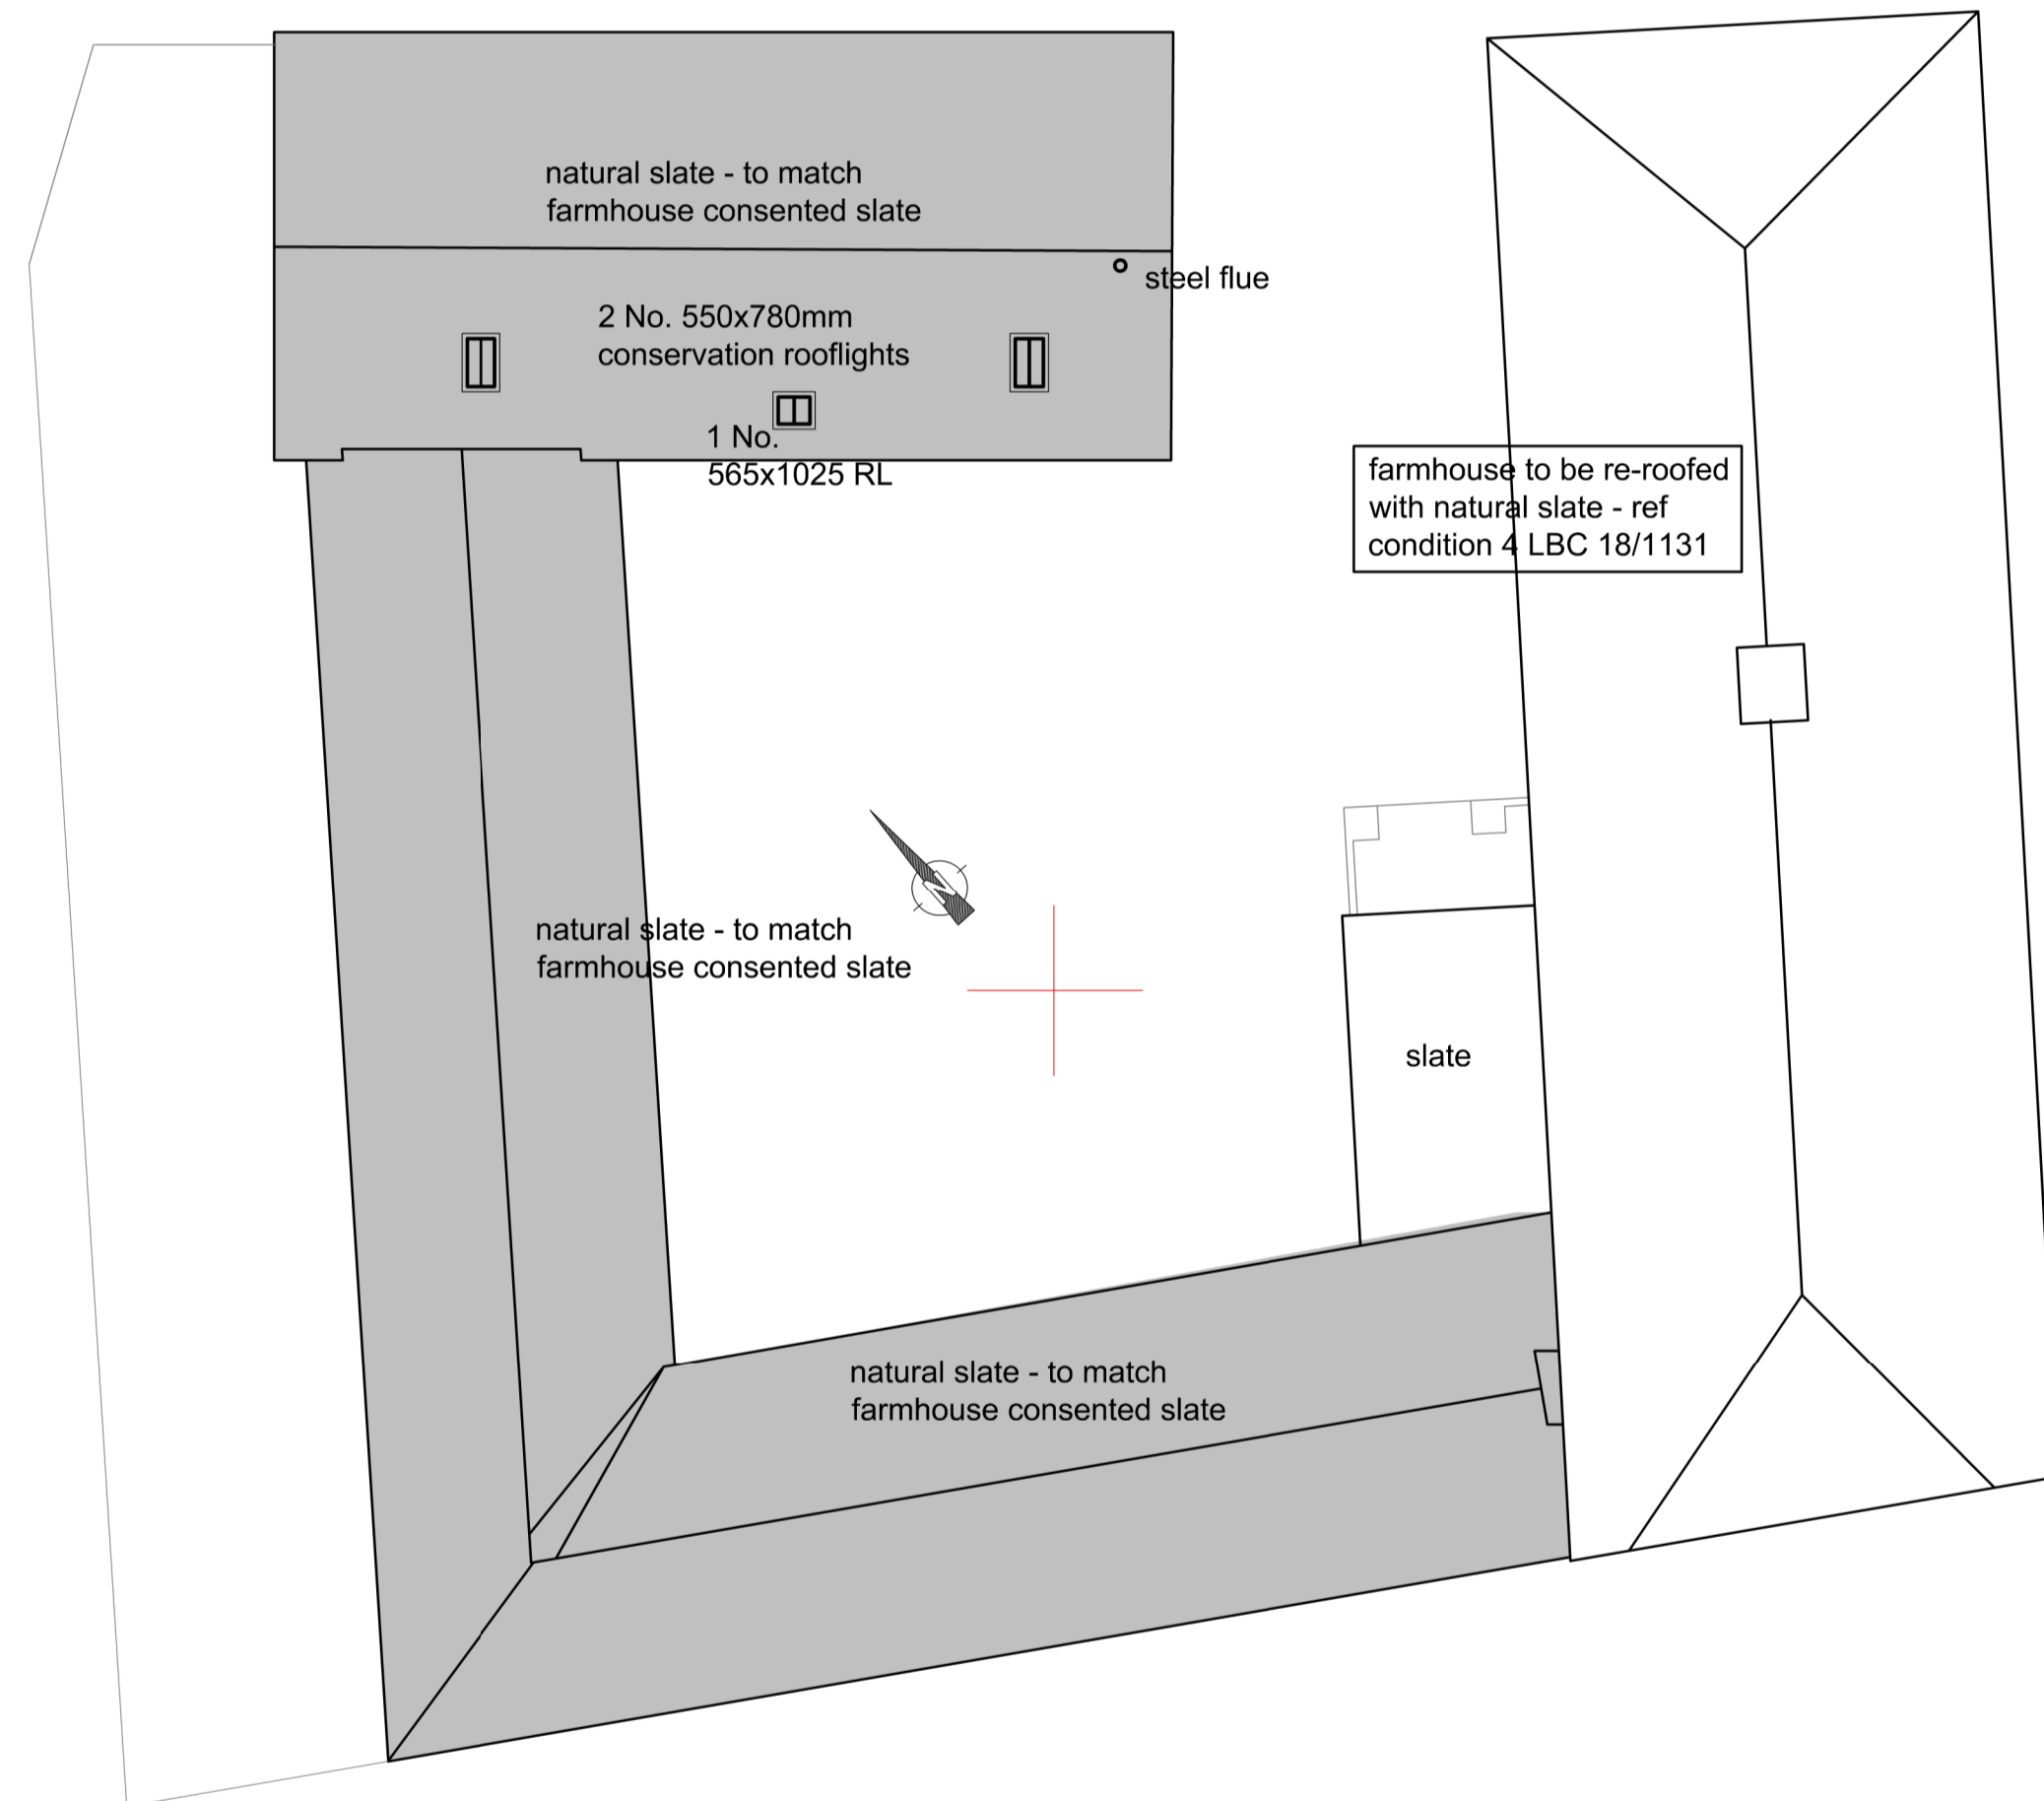 natural slate - to match
farmhouse consented slate
steel flue
2 No. 550x780mm
conservation rooflights
1 No.
565x1025 RL
farmhouse to be re-roofed
with natural slate - ref
condition 4 LBC 18/1131
N
natural slate - to match
farmhouse consented slate
slate
natural slate - to match
farmhouse consented slate